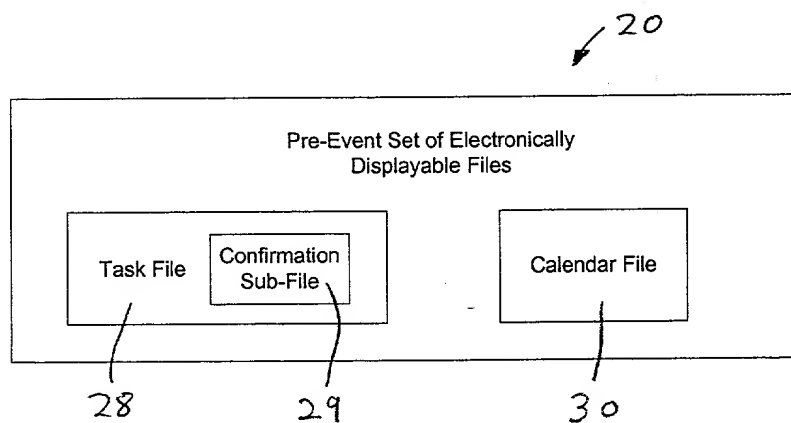 20
Pre-Event Set of Electronically
Displayable Files
Task File
Confirmation
Sub-File
Calendar File
28
29
30